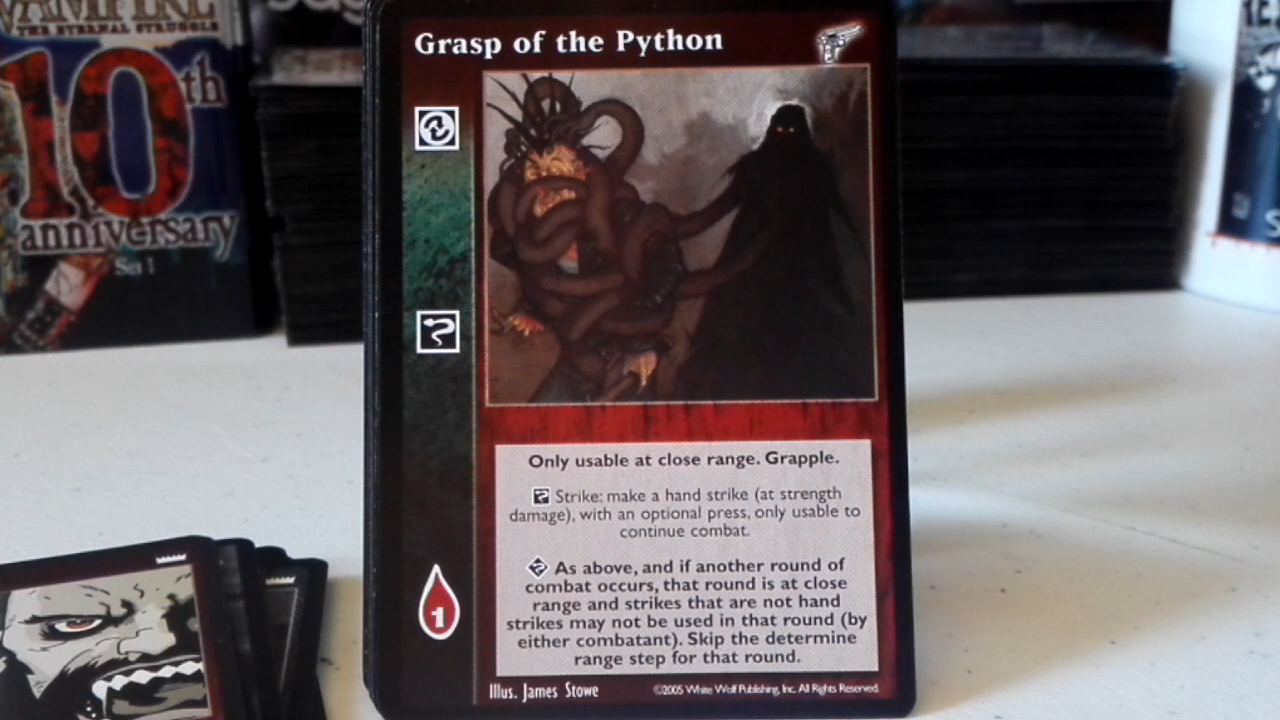 VAMPIRE
THE ETERNAL STRUGGLE
10th
anniversary
Set 1
Grasp of the Python
Only usable at close range. Grapple.
Strike: make a hand strike (at strength
damage), with an optional press, only usable to
continue combat.
As above, and if another round of
combat occurs, that round is at close
range and strikes that are not hand
strikes may not be used in that round (by
either combatant). Skip the determine
range step for that round.
1
Illus. James Stowe
©2005 White Wolf Publishing, Inc. All Rights Reserved.